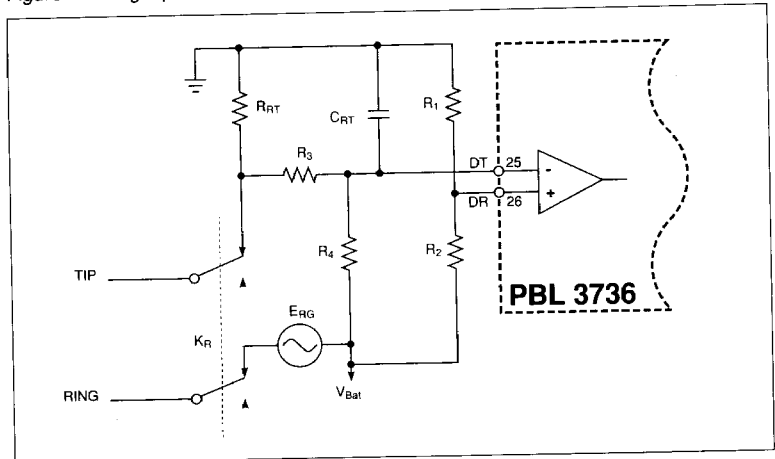 RRT
CRT
R1
R3
DT
25
-
DR
26
+
R4
R2
TIP
PBL 3736
ERG
KR
VBat
RING